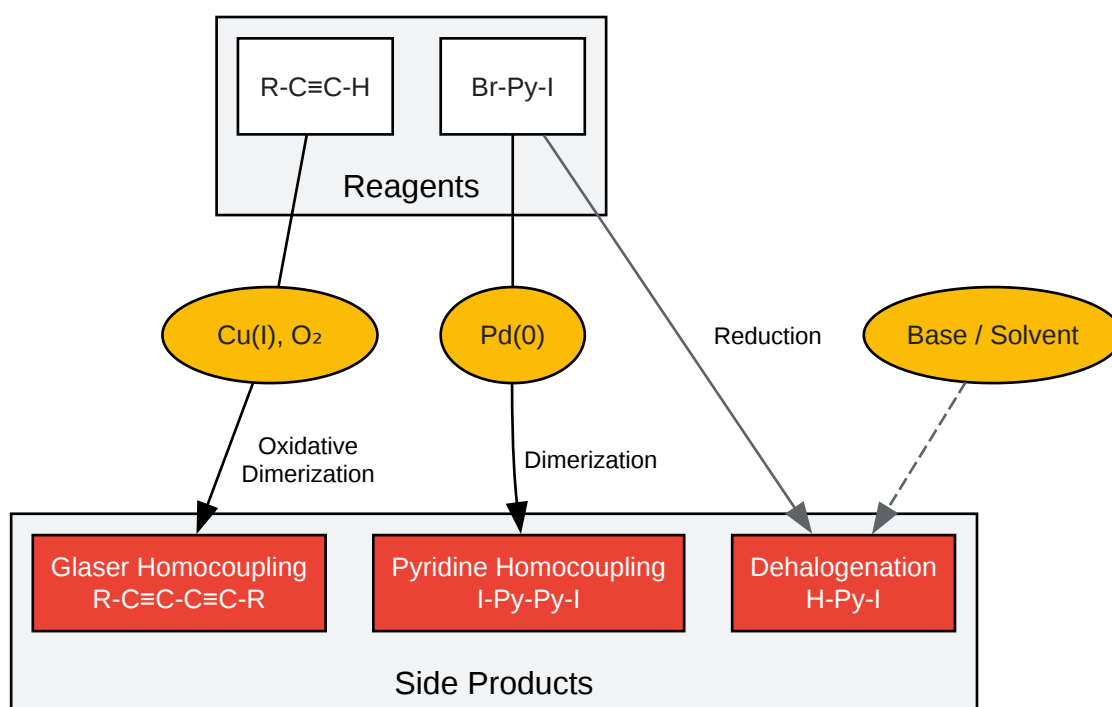 R-C≡C-H
Br-Py-I
Reagents
Cu(I), O₂
Pd(0)
Reduction
Base / Solvent
Oxidative
Dimerization
Dimerization
Glaser Homocoupling
R-C≡C-C≡C-R
Pyridine Homocoupling
I-Py-Py-I
Dehalogenation
H-Py-I
Side Products